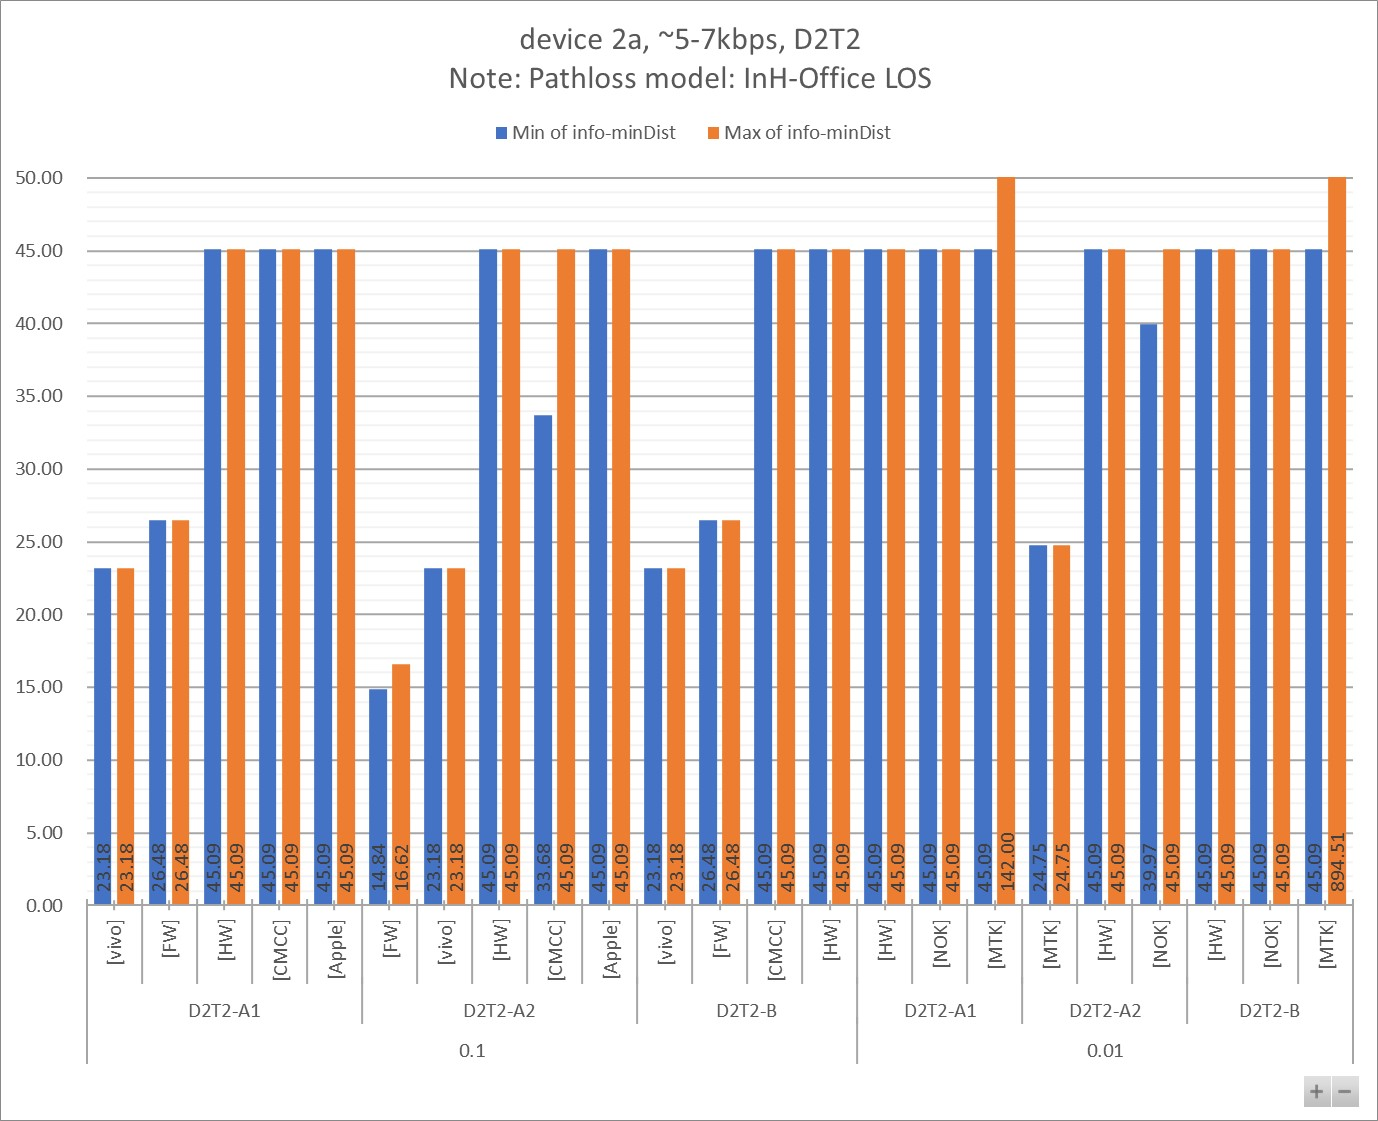 device 2a, ~5-7kbps, D2T2
Note: Pathloss model: InH-Office LOS
Min of info-minDist Max of info-minDist
50.00
45.00
40.00
35.00
30.00
25.00
20.00
15.00
10.00
5.00
0.00
23.18 23.18 26.48 26.48 45.09 45.09 45.09 45.09 45.09 45.09 14.84 16.62 23.18 23.18 45.09 45.09 33.68 45.09 45.09 45.09 23.18 23.18 26.48 26.48 45.09 45.09 45.09 45.09 45.09 45.09 45.09 45.09 45.09 142.00 24.75 24.75 45.09 45.09 39.97 45.09 45.09 45.09 45.09 45.09 45.09 894.51
[vivo] [FW] [HW] [CMCC] [Apple] [FW] [vivo] [HW] [CMCC] [Apple] [vivo] [FW] [CMCC] [HW] [HW] [NOK] [MTK] [MTK] [HW] [NOK] [HW] [NOK] [MTK]
D2T2-A1 D2T2-A2 D2T2-B D2T2-A1 D2T2-A2 D2T2-B
0.1 0.01
+ −